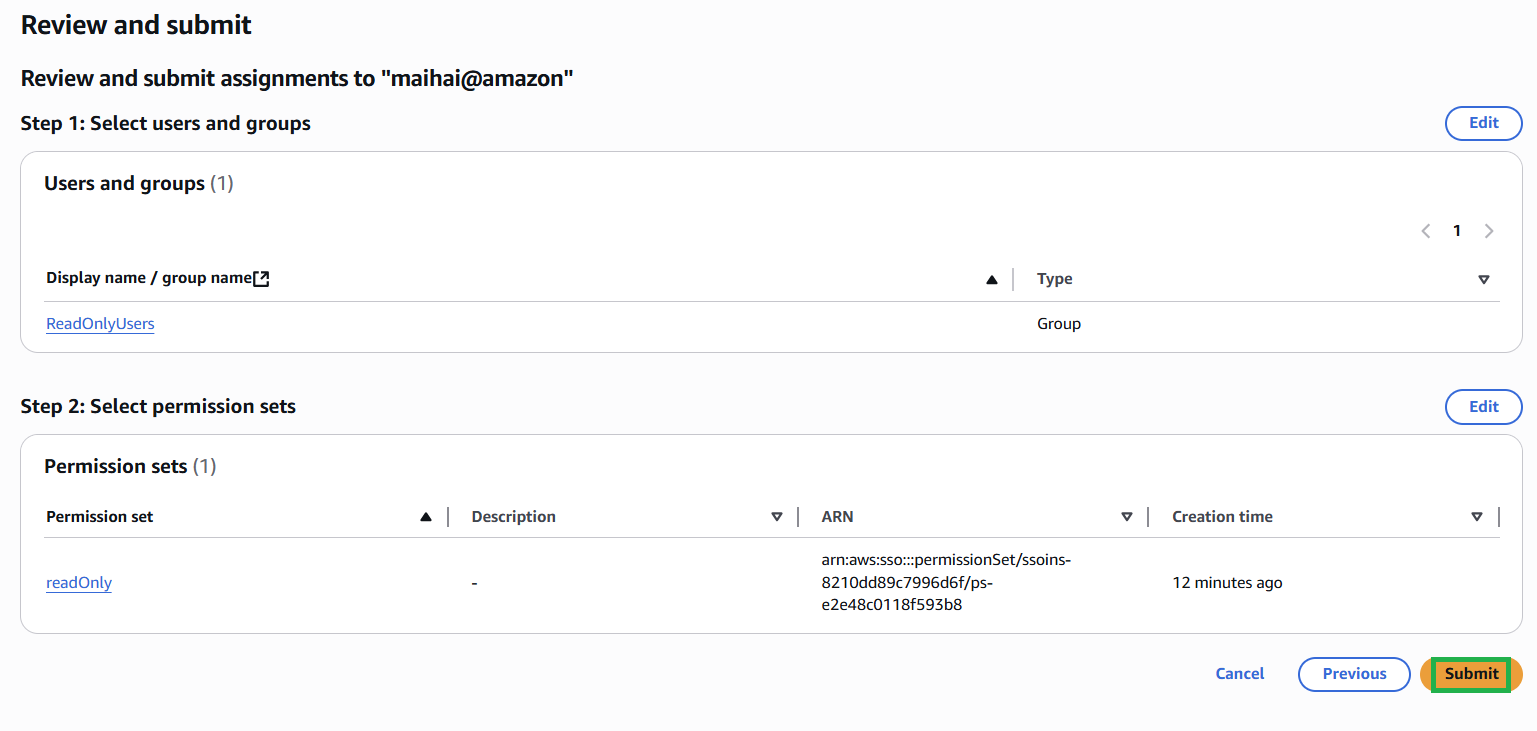 Review and submit
Review and submit assignments to "maihai@amazon"
Step 1: Select users and groups
Edit
Users and groups (1)
1
Display name / group name
Type
ReadOnlyUsers
Group
Step 2: Select permission sets
Edit
Permission sets (1)
Permission set
Description
ARN
Creation time
readOnly
-
arn:aws:sso:::permissionSet/ssoins-
8210dd89c7996d6f/ps-
e2e48c0118f593b8
12 minutes ago
Cancel
Previous
Submit